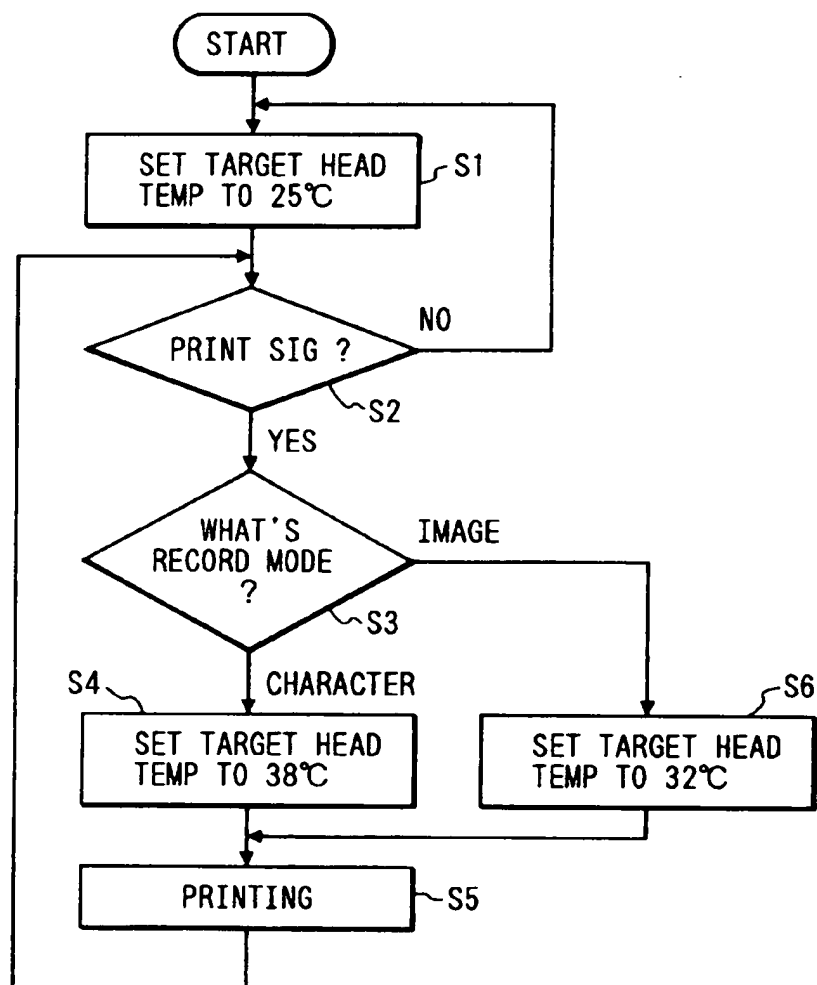 START
SET TARGET HEAD
TEMP TO 25℃
S1
PRINT SIG ?
NO
S2
YES
WHAT'S
RECORD MODE
?
IMAGE
S3
CHARACTER
S4
SET TARGET HEAD
TEMP TO 38℃
S6
SET TARGET HEAD
TEMP TO 32℃
PRINTING
S5